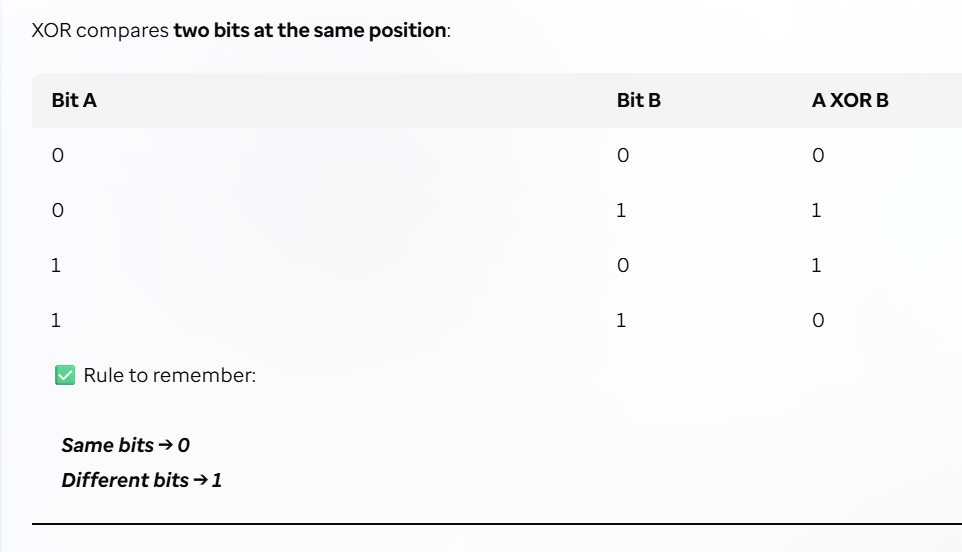 XOR compares two bits at the same position:
Bit A Bit B A XOR B
0 0 0
0 1 1
1 0 1
1 1 0
✅ Rule to remember:
Same bits → 0
Different bits → 1